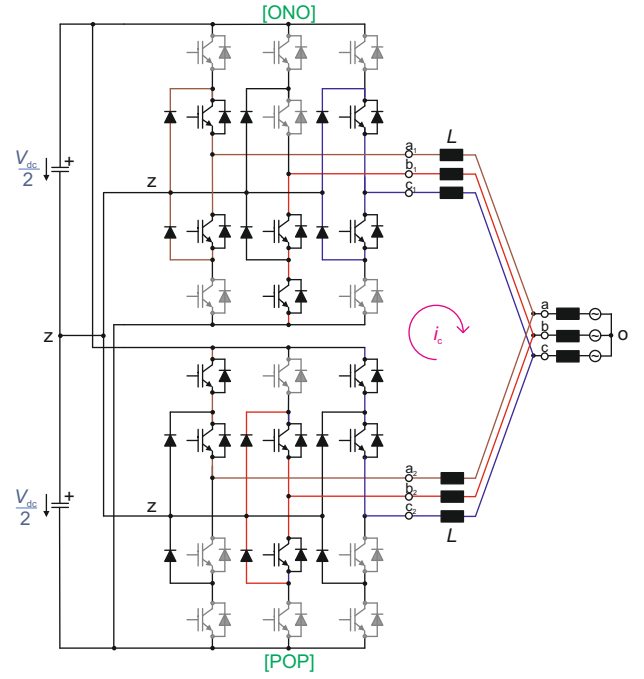 [ONO]
V_dc/2
+
z
a₁
b₁
c₁
L
z
i_c
a
b
c
o
V_dc/2
+
z
a₂
b₂
c₂
L
[POP]